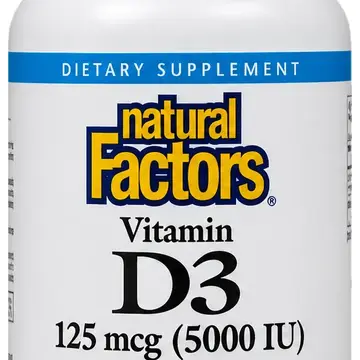 DIETARY SUPPLEMENT
natural
Factors®
Vitamin
D3
125 mcg (5000 IU)